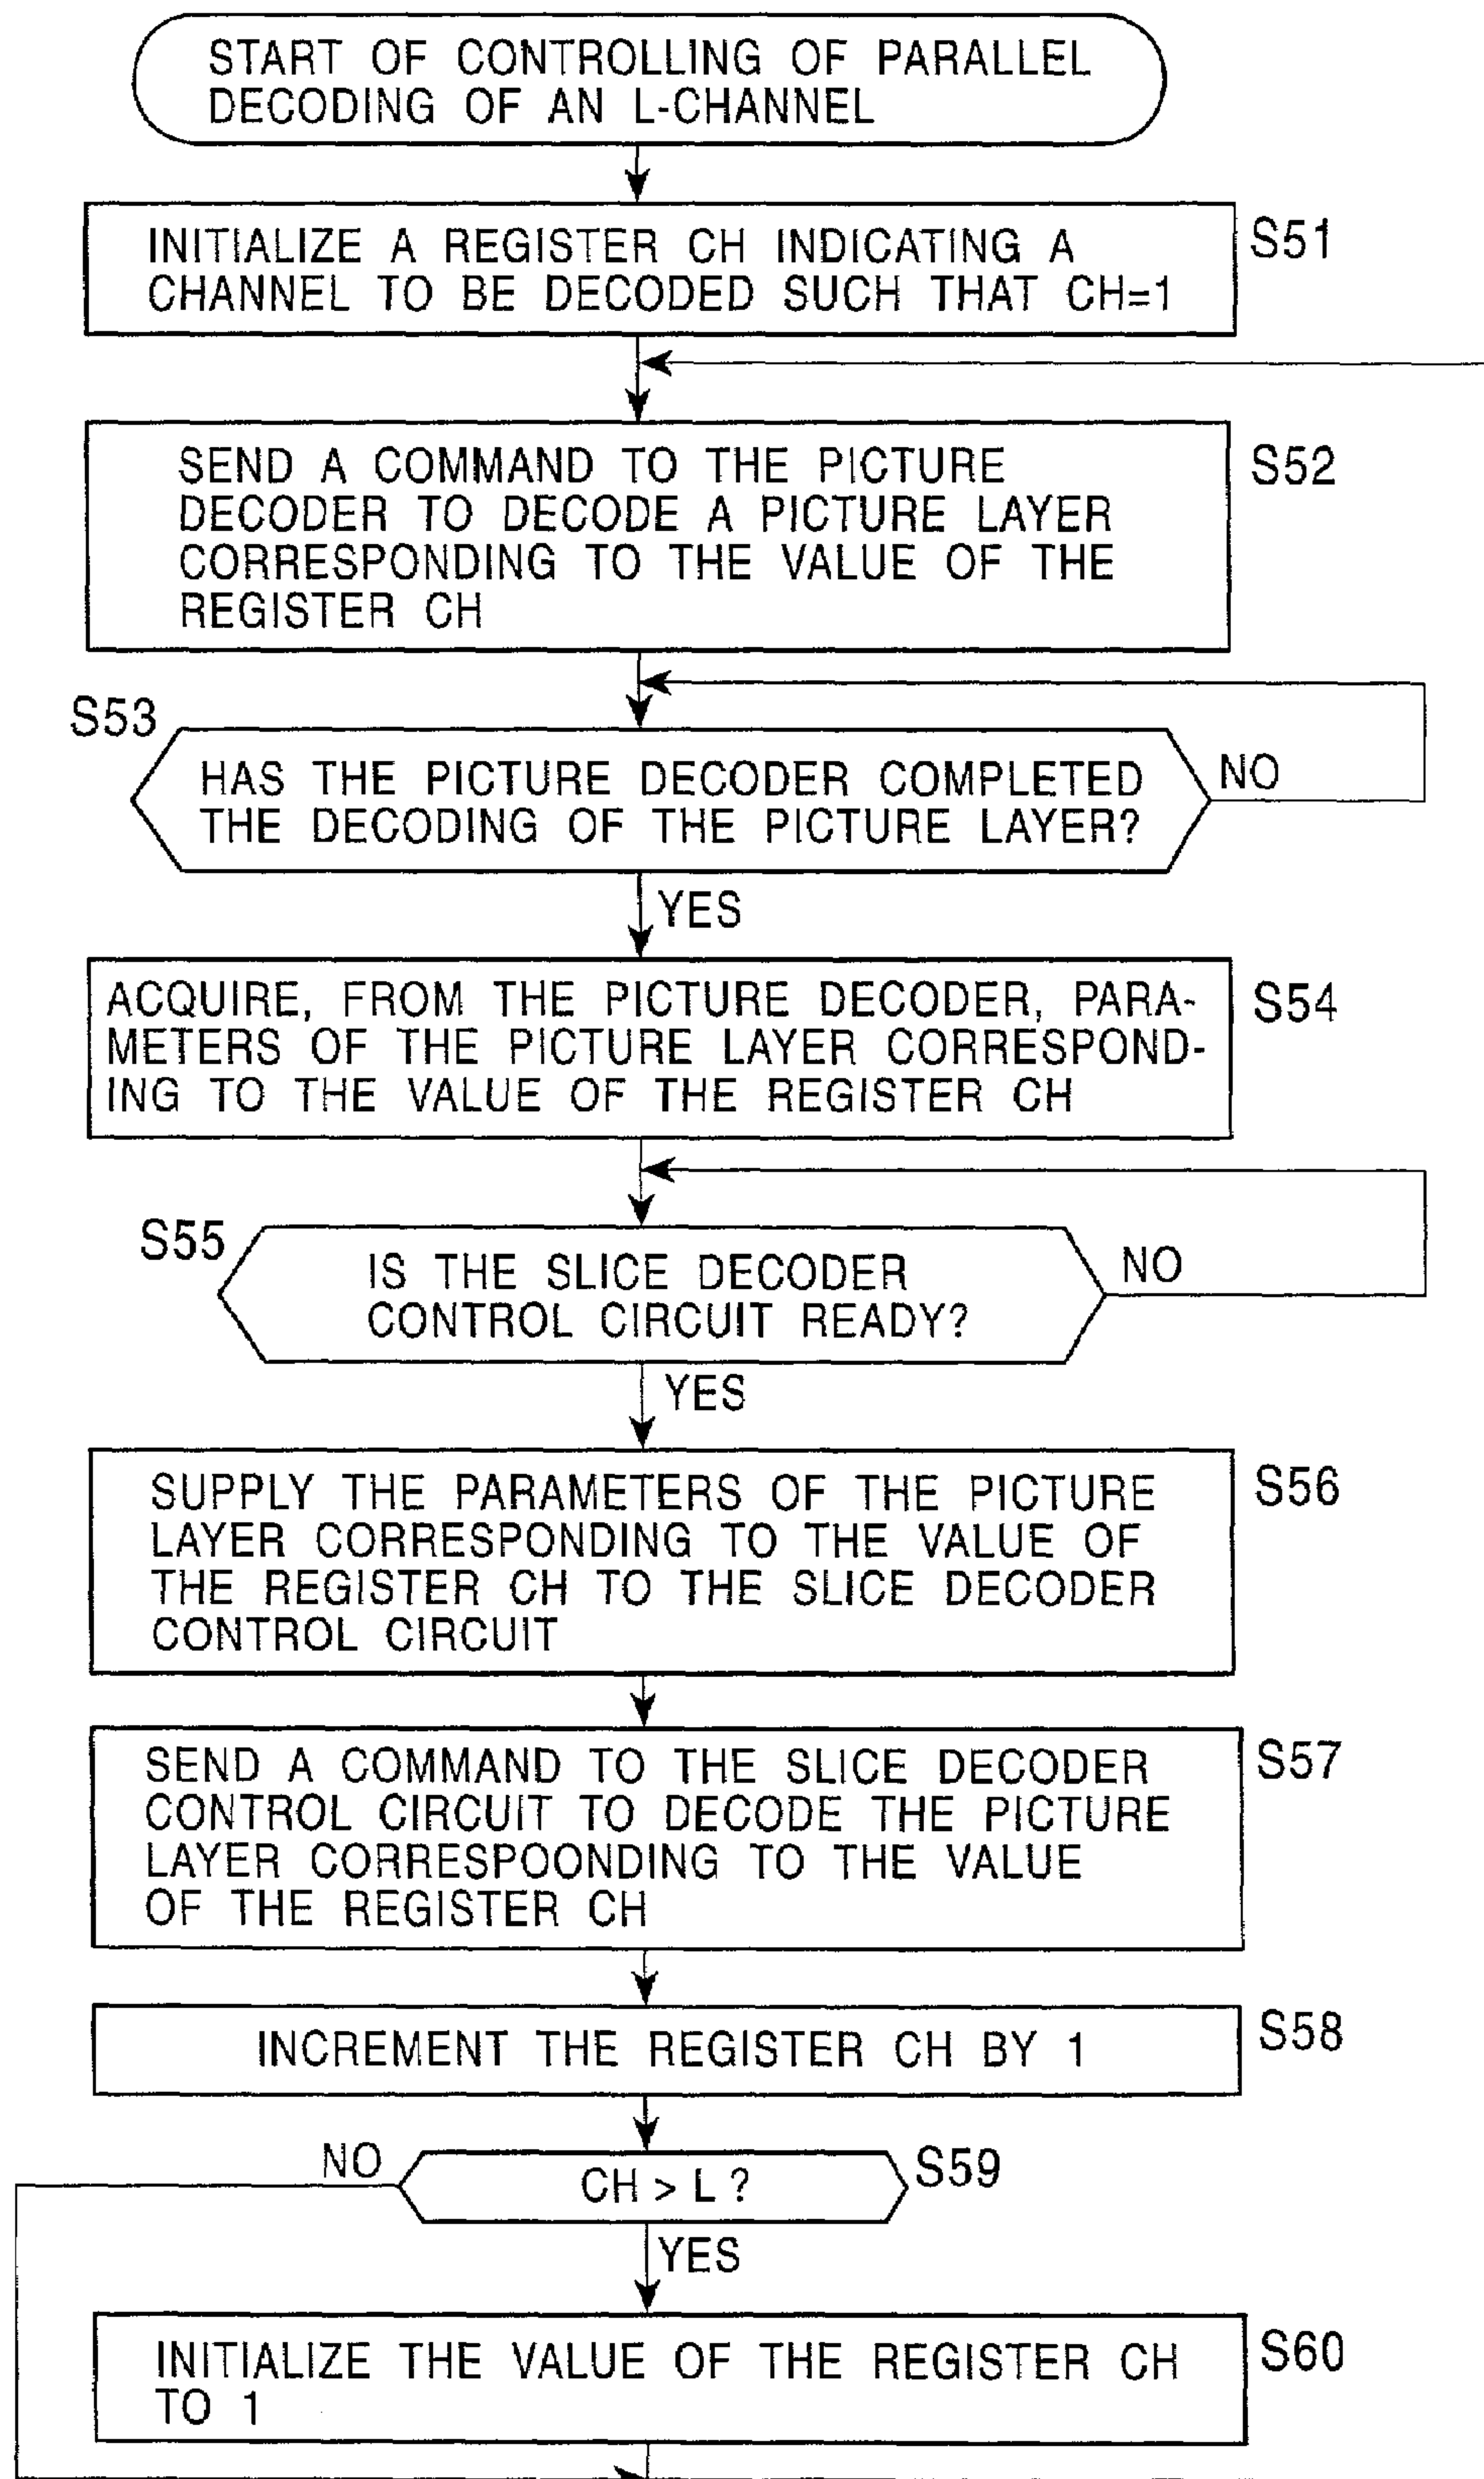 START OF CONTROLLING OF PARALLEL
DECODING OF AN L-CHANNEL
INITIALIZE A REGISTER CH INDICATING A
CHANNEL TO BE DECODED SUCH THAT CH=1
S51
SEND A COMMAND TO THE PICTURE
DECODER TO DECODE A PICTURE LAYER
CORRESPONDING TO THE VALUE OF THE
REGISTER CH
S52
S53
HAS THE PICTURE DECODER COMPLETED
THE DECODING OF THE PICTURE LAYER?
NO
YES
ACQUIRE, FROM THE PICTURE DECODER, PARA-
METERS OF THE PICTURE LAYER CORRESPOND-
ING TO THE VALUE OF THE REGISTER CH
S54
S55
IS THE SLICE DECODER
CONTROL CIRCUIT READY?
NO
YES
SUPPLY THE PARAMETERS OF THE PICTURE
LAYER CORRESPONDING TO THE VALUE OF
THE REGISTER CH TO THE SLICE DECODER
CONTROL CIRCUIT
S56
SEND A COMMAND TO THE SLICE DECODER
CONTROL CIRCUIT TO DECODE THE PICTURE
LAYER CORRESPOONDING TO THE VALUE
OF THE REGISTER CH
S57
INCREMENT THE REGISTER CH BY 1
S58
NO
CH > L ?
S59
YES
INITIALIZE THE VALUE OF THE REGISTER CH
TO 1
S60